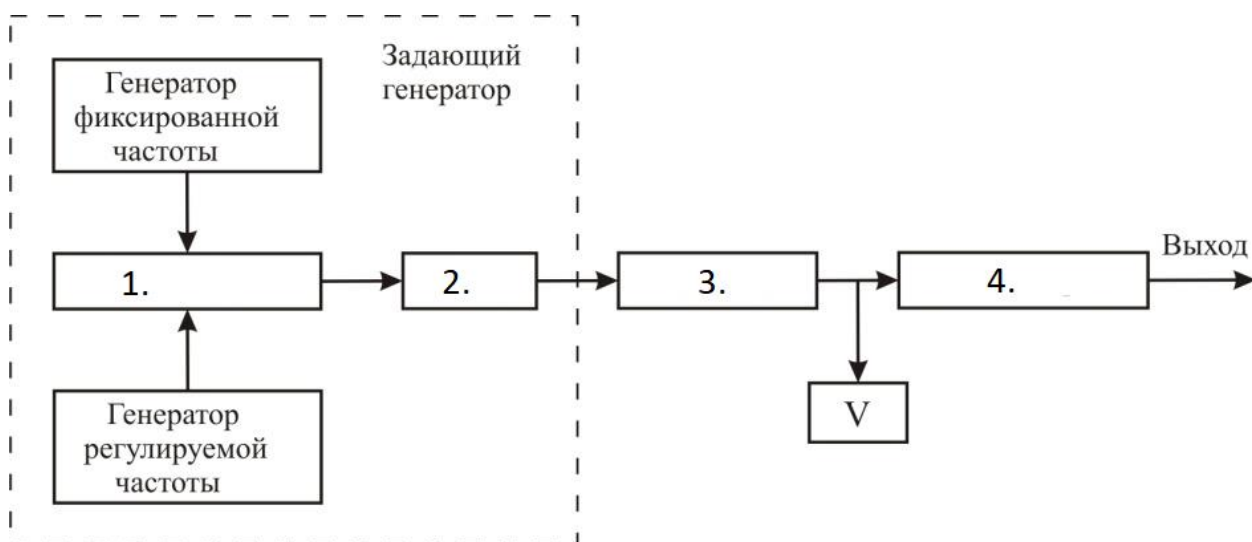 Задающий
генератор
Генератор
фиксированной
частоты
1.
2.
3.
4.
Выход
V
Генератор
регулируемой
частоты